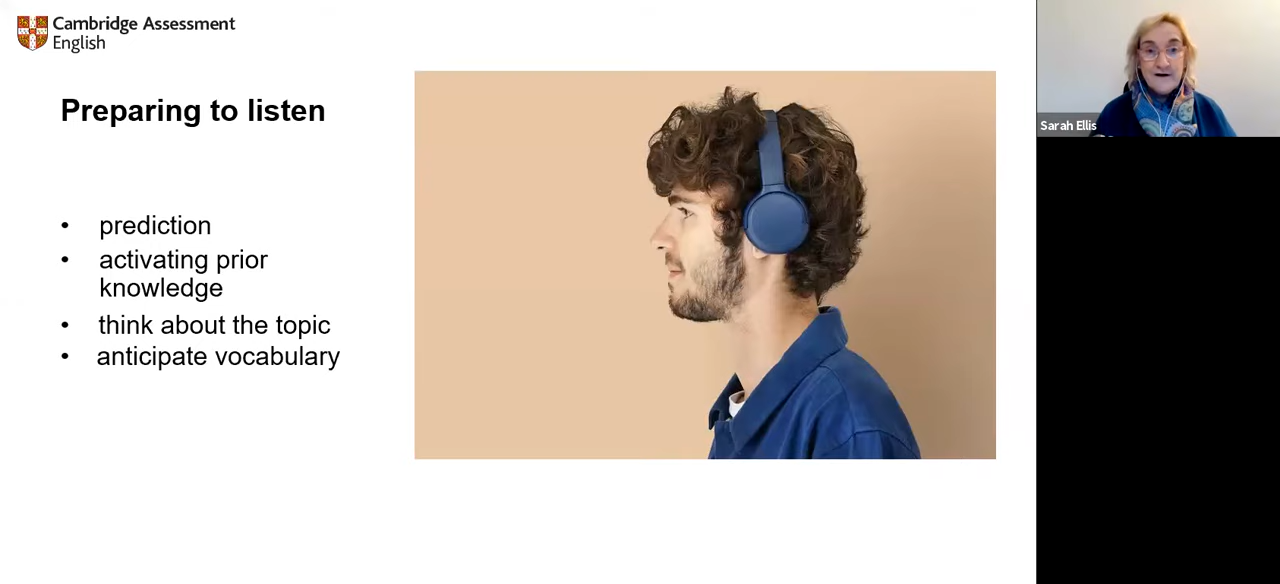 Cambridge Assessment
English
Preparing to listen
• prediction
• activating prior
knowledge
• think about the topic
• anticipate vocabulary
Sarah Ellis